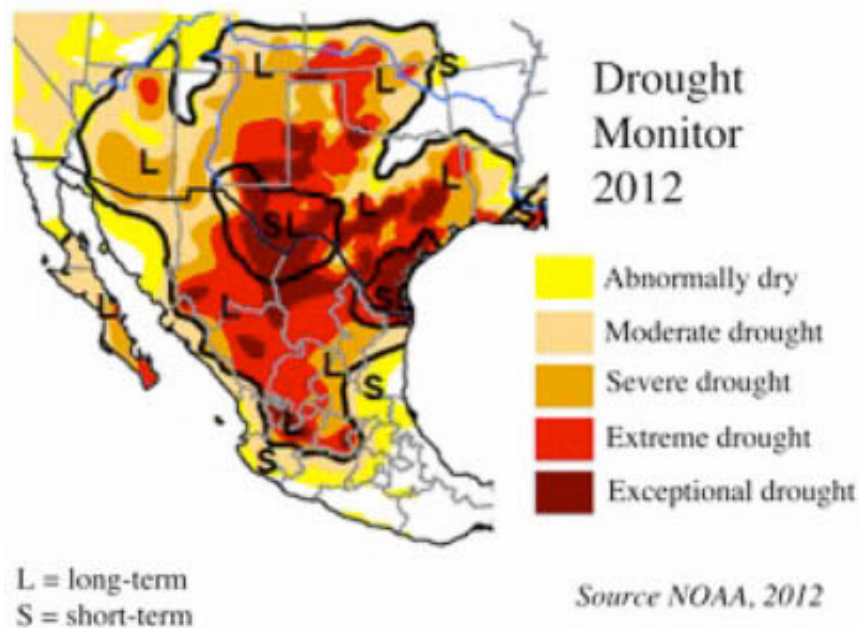 Drought
Monitor
2012
L
L
S
L
L
L
SL
L
L
S
L
S
L
S
Abnormally dry
Moderate drought
Severe drought
Extreme drought
Exceptional drought
L = long-term
S = short-term
Source NOAA, 2012